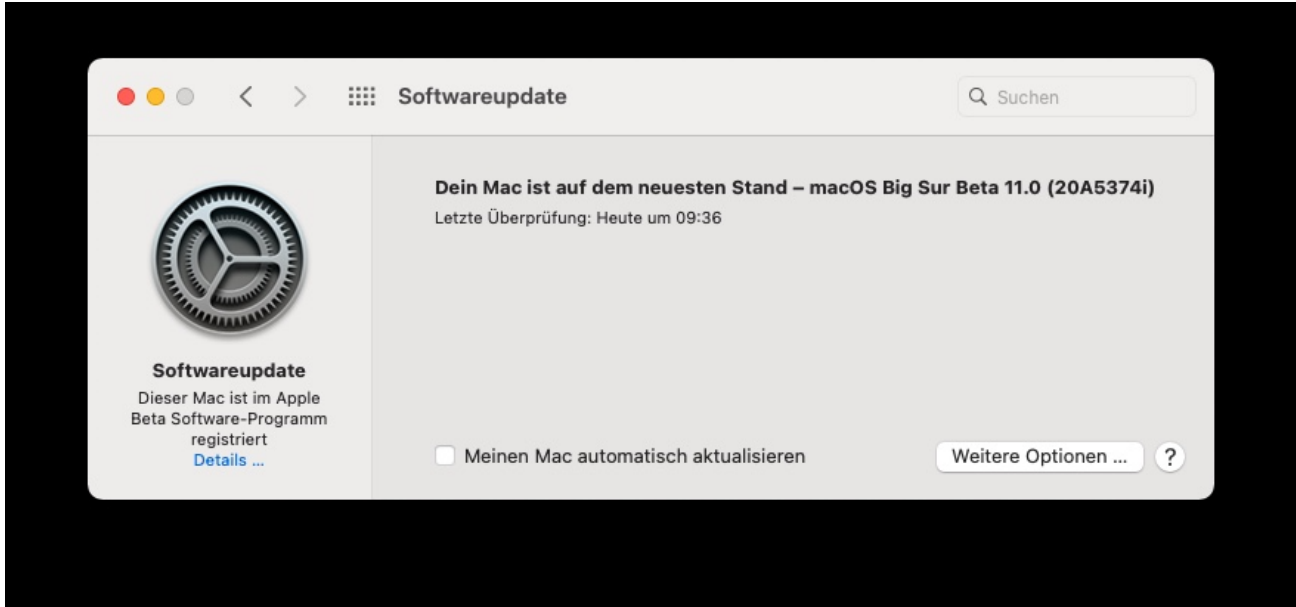 Softwareupdate
Suchen
Dein Mac ist auf dem neuesten Stand – macOS Big Sur Beta 11.0 (20A5374i)
Letzte Überprüfung: Heute um 09:36
Softwareupdate
Dieser Mac ist im Apple
Beta Software-Programm
registriert
Details ...
Meinen Mac automatisch aktualisieren
Weitere Optionen ...
?